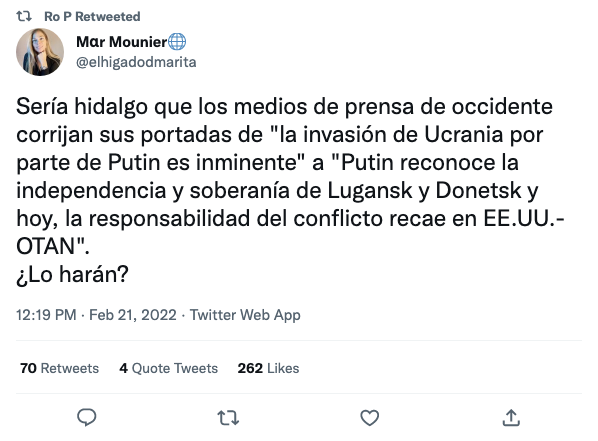 Ro P Retweeted
Mar Mounier🌐
@elhigadodmarita
Sería hidalgo que los medios de prensa de occidente
corrijan sus portadas de "la invasión de Ucrania por
parte de Putin es inminente" a "Putin reconoce la
independencia y soberanía de Lugansk y Donetsk y
hoy, la responsabilidad del conflicto recae en EE.UU.-
OTAN".
¿Lo harán?
12:19 PM · Feb 21, 2022 · Twitter Web App
70 Retweets 4 Quote Tweets 262 Likes